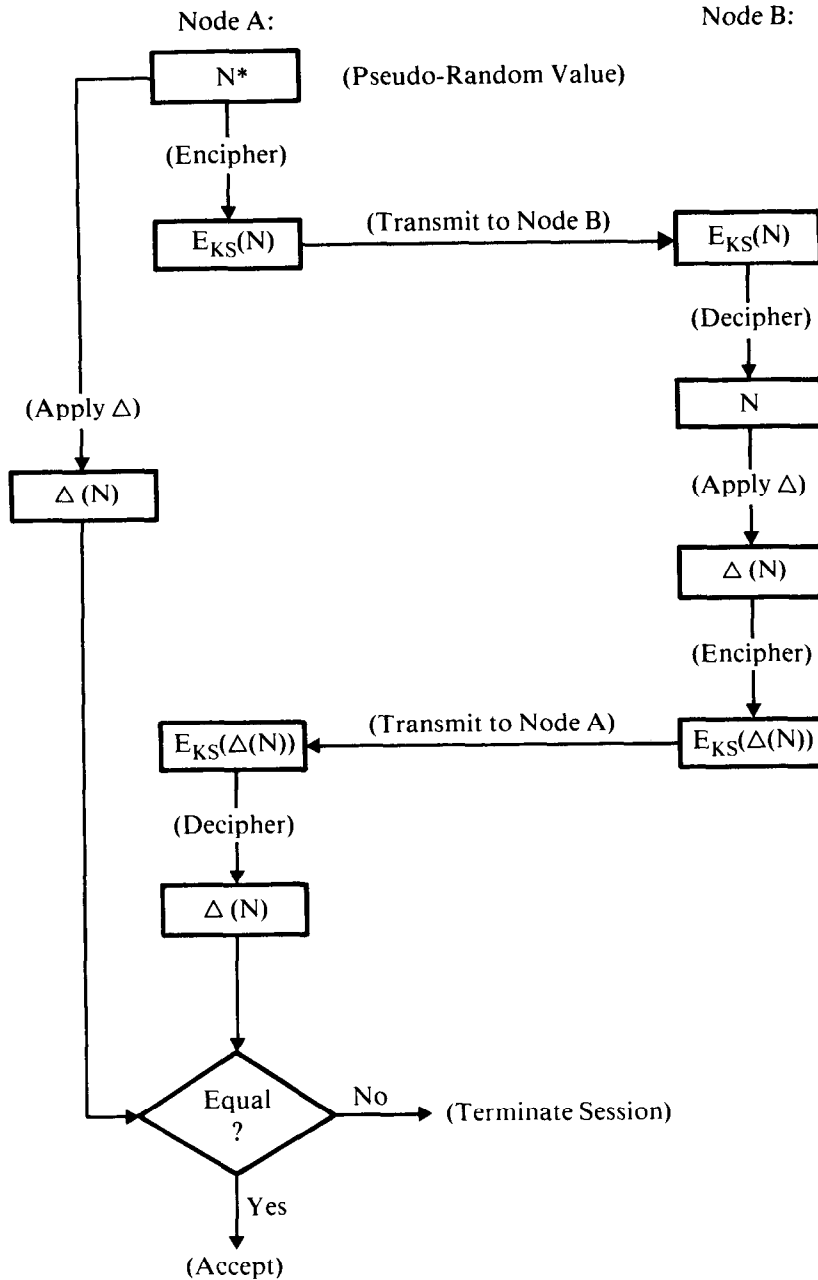 Node A:
Node B:
N*
(Pseudo-Random Value)
(Encipher)
E_KS(N)
(Transmit to Node B)
E_KS(N)
(Decipher)
N
(Apply △)
△ (N)
(Apply △)
△ (N)
(Encipher)
E_KS(△(N))
(Transmit to Node A)
E_KS(△(N))
(Decipher)
△ (N)
Equal
?
No
(Terminate Session)
Yes
(Accept)